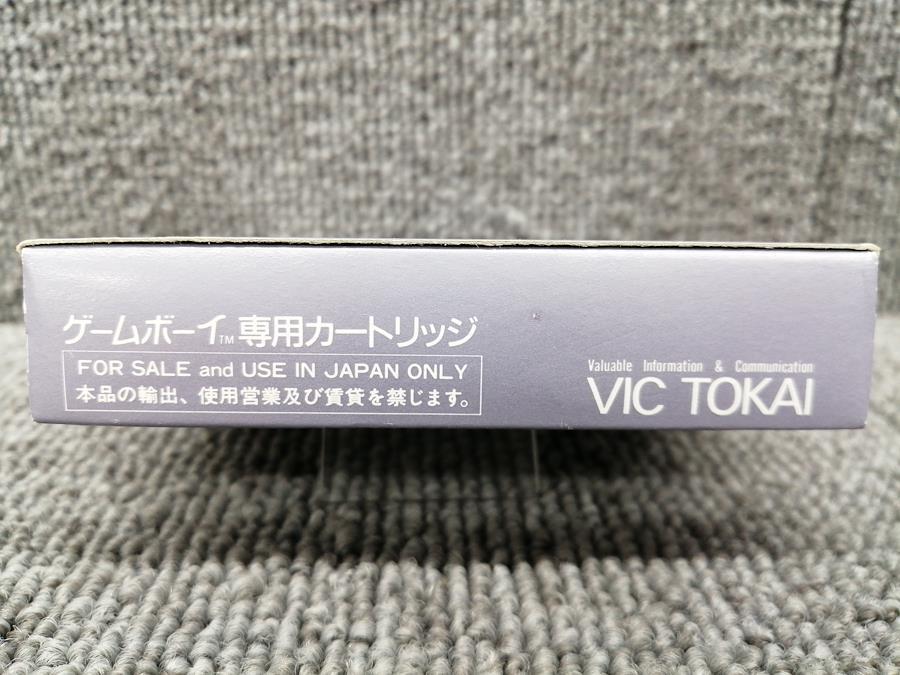 ゲームボーイ™専用カートリッジ
FOR SALE and USE IN JAPAN ONLY
本品の輸出、使用営業及び賃貸を禁じます。
Valuable Information & Communication
VIC TOKAI